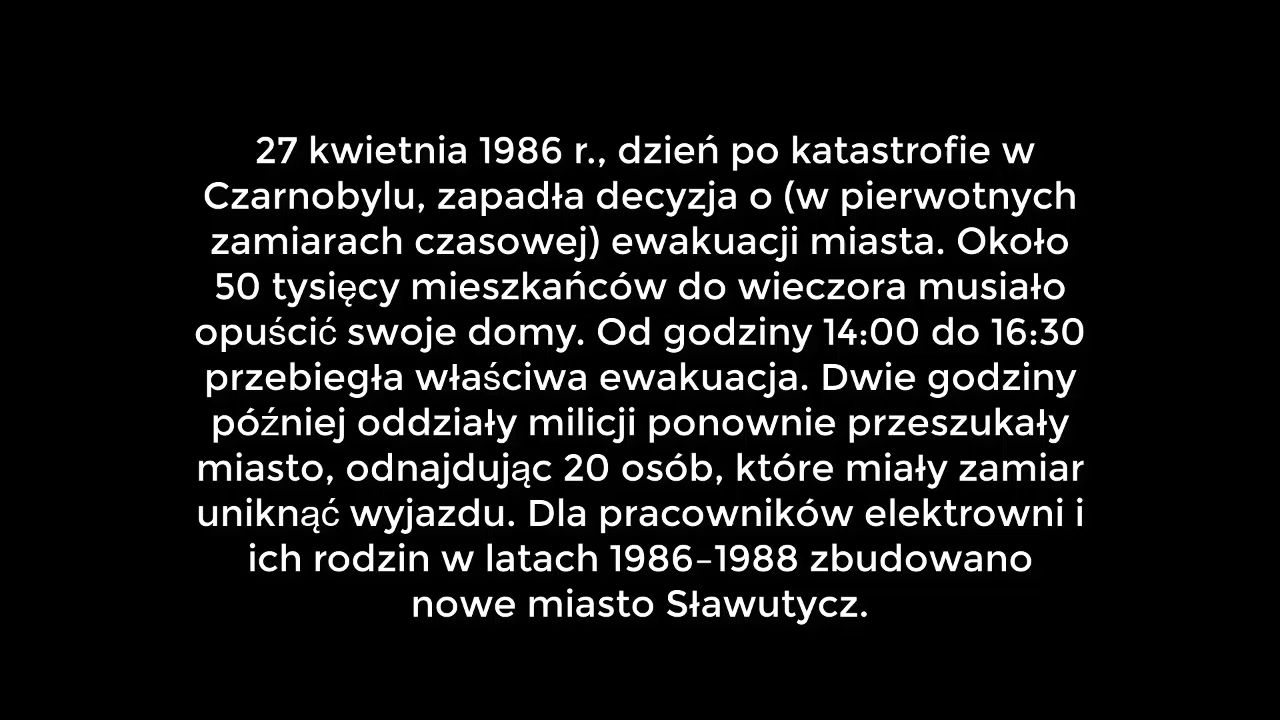 27 kwietnia 1986 r., dzień po katastrofie w
Czarnobylu, zapadła decyzja o (w pierwotnych
zamiarach czasowej) ewakuacji miasta. Około
50 tysięcy mieszkańców do wieczora musiało
opuścić swoje domy. Od godziny 14:00 do 16:30
przebiegła właściwa ewakuacja. Dwie godziny
później oddziały milicji ponownie przeszukały
miasto, odnajdując 20 osób, które miały zamiar
uniknąć wyjazdu. Dla pracowników elektrowni i
ich rodzin w latach 1986–1988 zbudowano
nowe miasto Sławutycz.